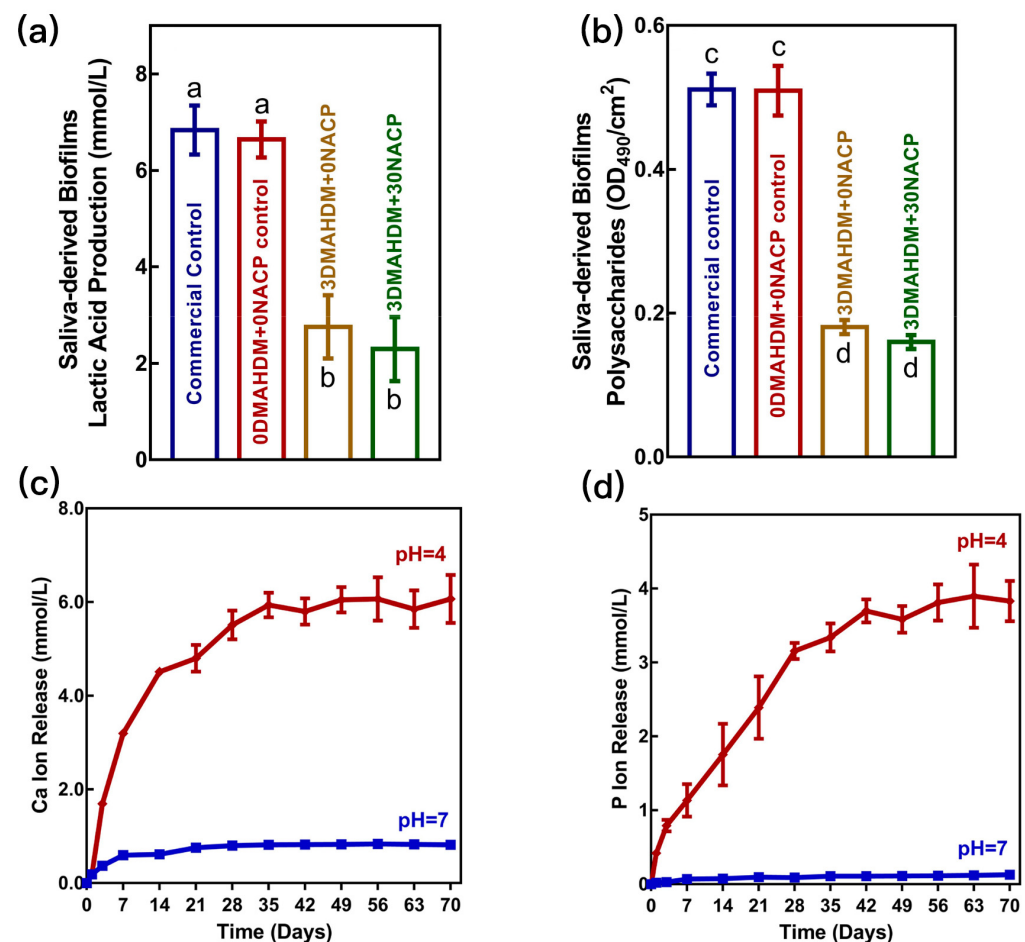 (a)
Saliva-derived Biofilms
Lactic Acid Production (mmol/L)
8
6
4
2
0
a
a
b
b
Commercial Control
0DMAHDM+0NACP control
3DMAHDM+0NACP
3DMAHDM+30NACP
(b)
Saliva-derived Biofilms
Polysaccharides (OD490/cm2)
0.6
0.4
0.2
0.0
c
c
d
d
Commercial control
0DMAHDM+0NACP control
3DMAHDM+0NACP
3DMAHDM+30NACP
(c)
Ca Ion Release (mmol/L)
8.0
6.0
4.0
2.0
0.0
pH=4
pH=7
0 7 14 21 28 35 42 49 56 63 70
Time (Days)
(d)
P Ion Release (mmol/L)
5
4
3
2
1
0
pH=4
pH=7
0 7 14 21 28 35 42 49 56 63 70
Time (Days)